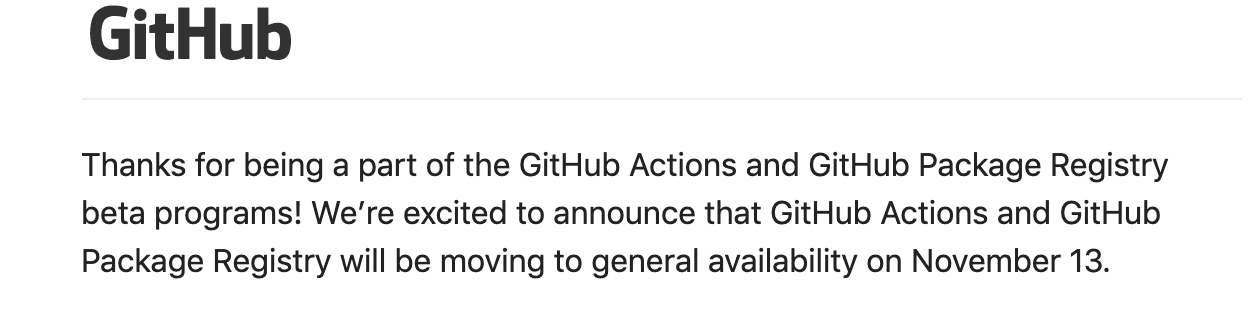 GitHub
Thanks for being a part of the GitHub Actions and GitHub Package Registry
beta programs! We’re excited to announce that GitHub Actions and GitHub
Package Registry will be moving to general availability on November 13.